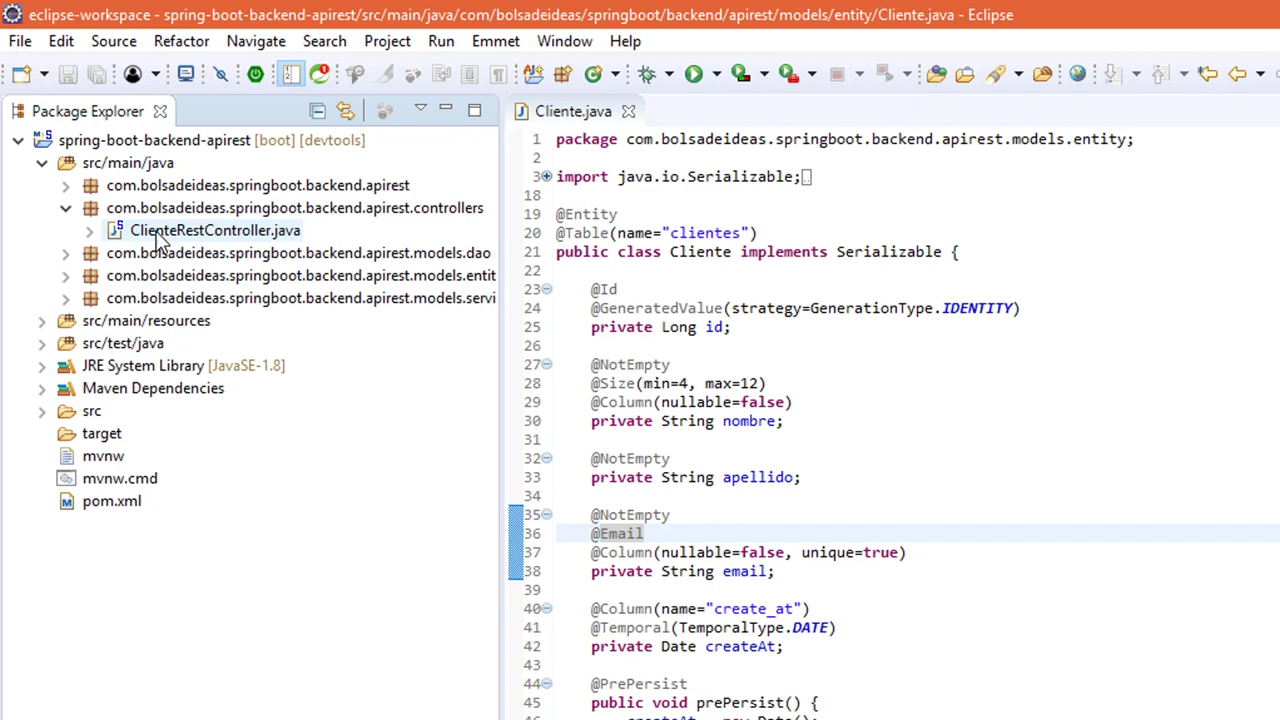 eclipse-workspace - spring-boot-backend-apirest/src/main/java/com/bolsadeideas/springboot/backend/apirest/models/entity/Cliente.java - Eclipse
File Edit Source Refactor Navigate Search Project Run Emmet Window Help
Package Explorer
spring-boot-backend-apirest [boot] [devtools]
src/main/java
com.bolsadeideas.springboot.backend.apirest
com.bolsadeideas.springboot.backend.apirest.controllers
ClienteRestController.java
com.bolsadeideas.springboot.backend.apirest.models.dao
com.bolsadeideas.springboot.backend.apirest.models.entit
com.bolsadeideas.springboot.backend.apirest.models.servi
src/main/resources
src/test/java
JRE System Library [JavaSE-1.8]
Maven Dependencies
src
target
mvnw
mvnw.cmd
pom.xml
Cliente.java
1 package com.bolsadeideas.springboot.backend.apirest.models.entity;
2
3 import java.io.Serializable;
18
19 @Entity
20 @Table(name="clientes")
21 public class Cliente implements Serializable {
22
23 @Id
24 @GeneratedValue(strategy=GenerationType.IDENTITY)
25 private Long id;
26
27 @NotEmpty
28 @Size(min=4, max=12)
29 @Column(nullable=false)
30 private String nombre;
31
32 @NotEmpty
33 private String apellido;
34
35 @NotEmpty
36 @Email
37 @Column(nullable=false, unique=true)
38 private String email;
39
40 @Column(name="create_at")
41 @Temporal(TemporalType.DATE)
42 private Date createAt;
43
44 @PrePersist
45 public void prePersist() {